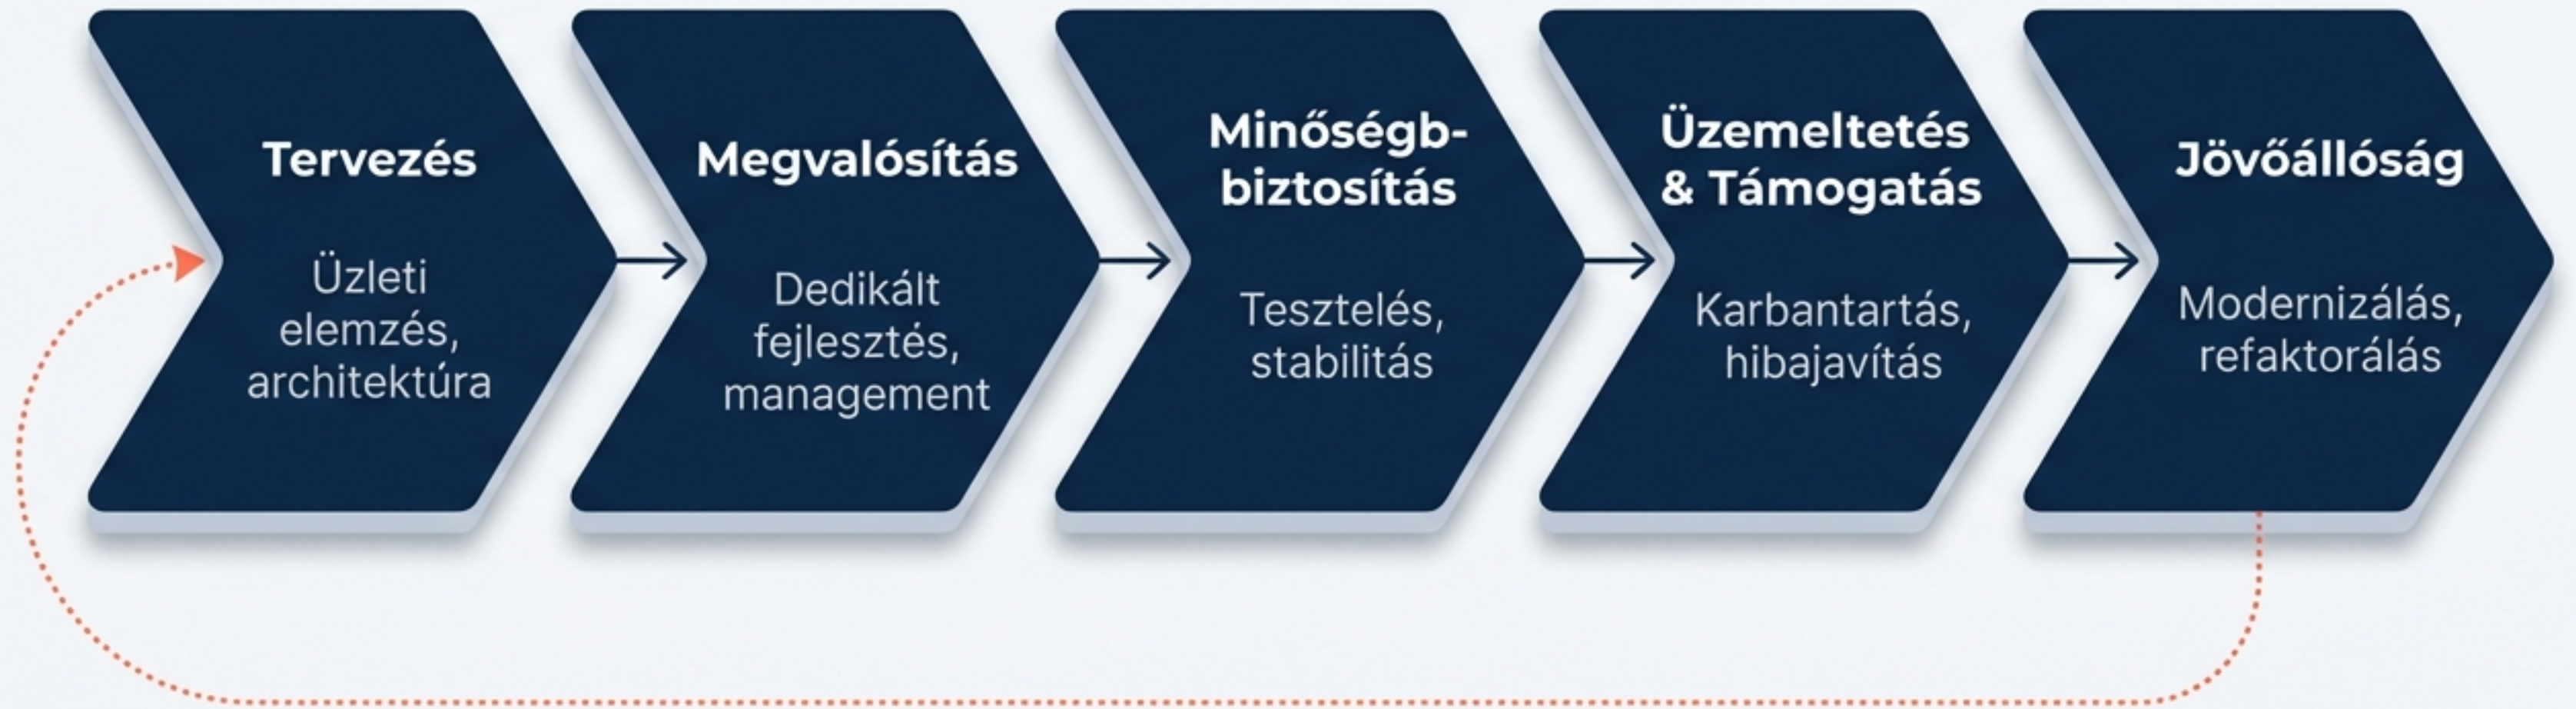 Tervezés
Üzleti
elemzés,
architektúra
Megvalósítás
Dedikált
fejlesztés,
management
Minőségb-
biztosítás
Tesztelés,
stabilitás
Üzemeltetés
& Támogatás
Karbantartás,
hibajavítás
Jövőállóság
Modernizálás,
refaktorálás